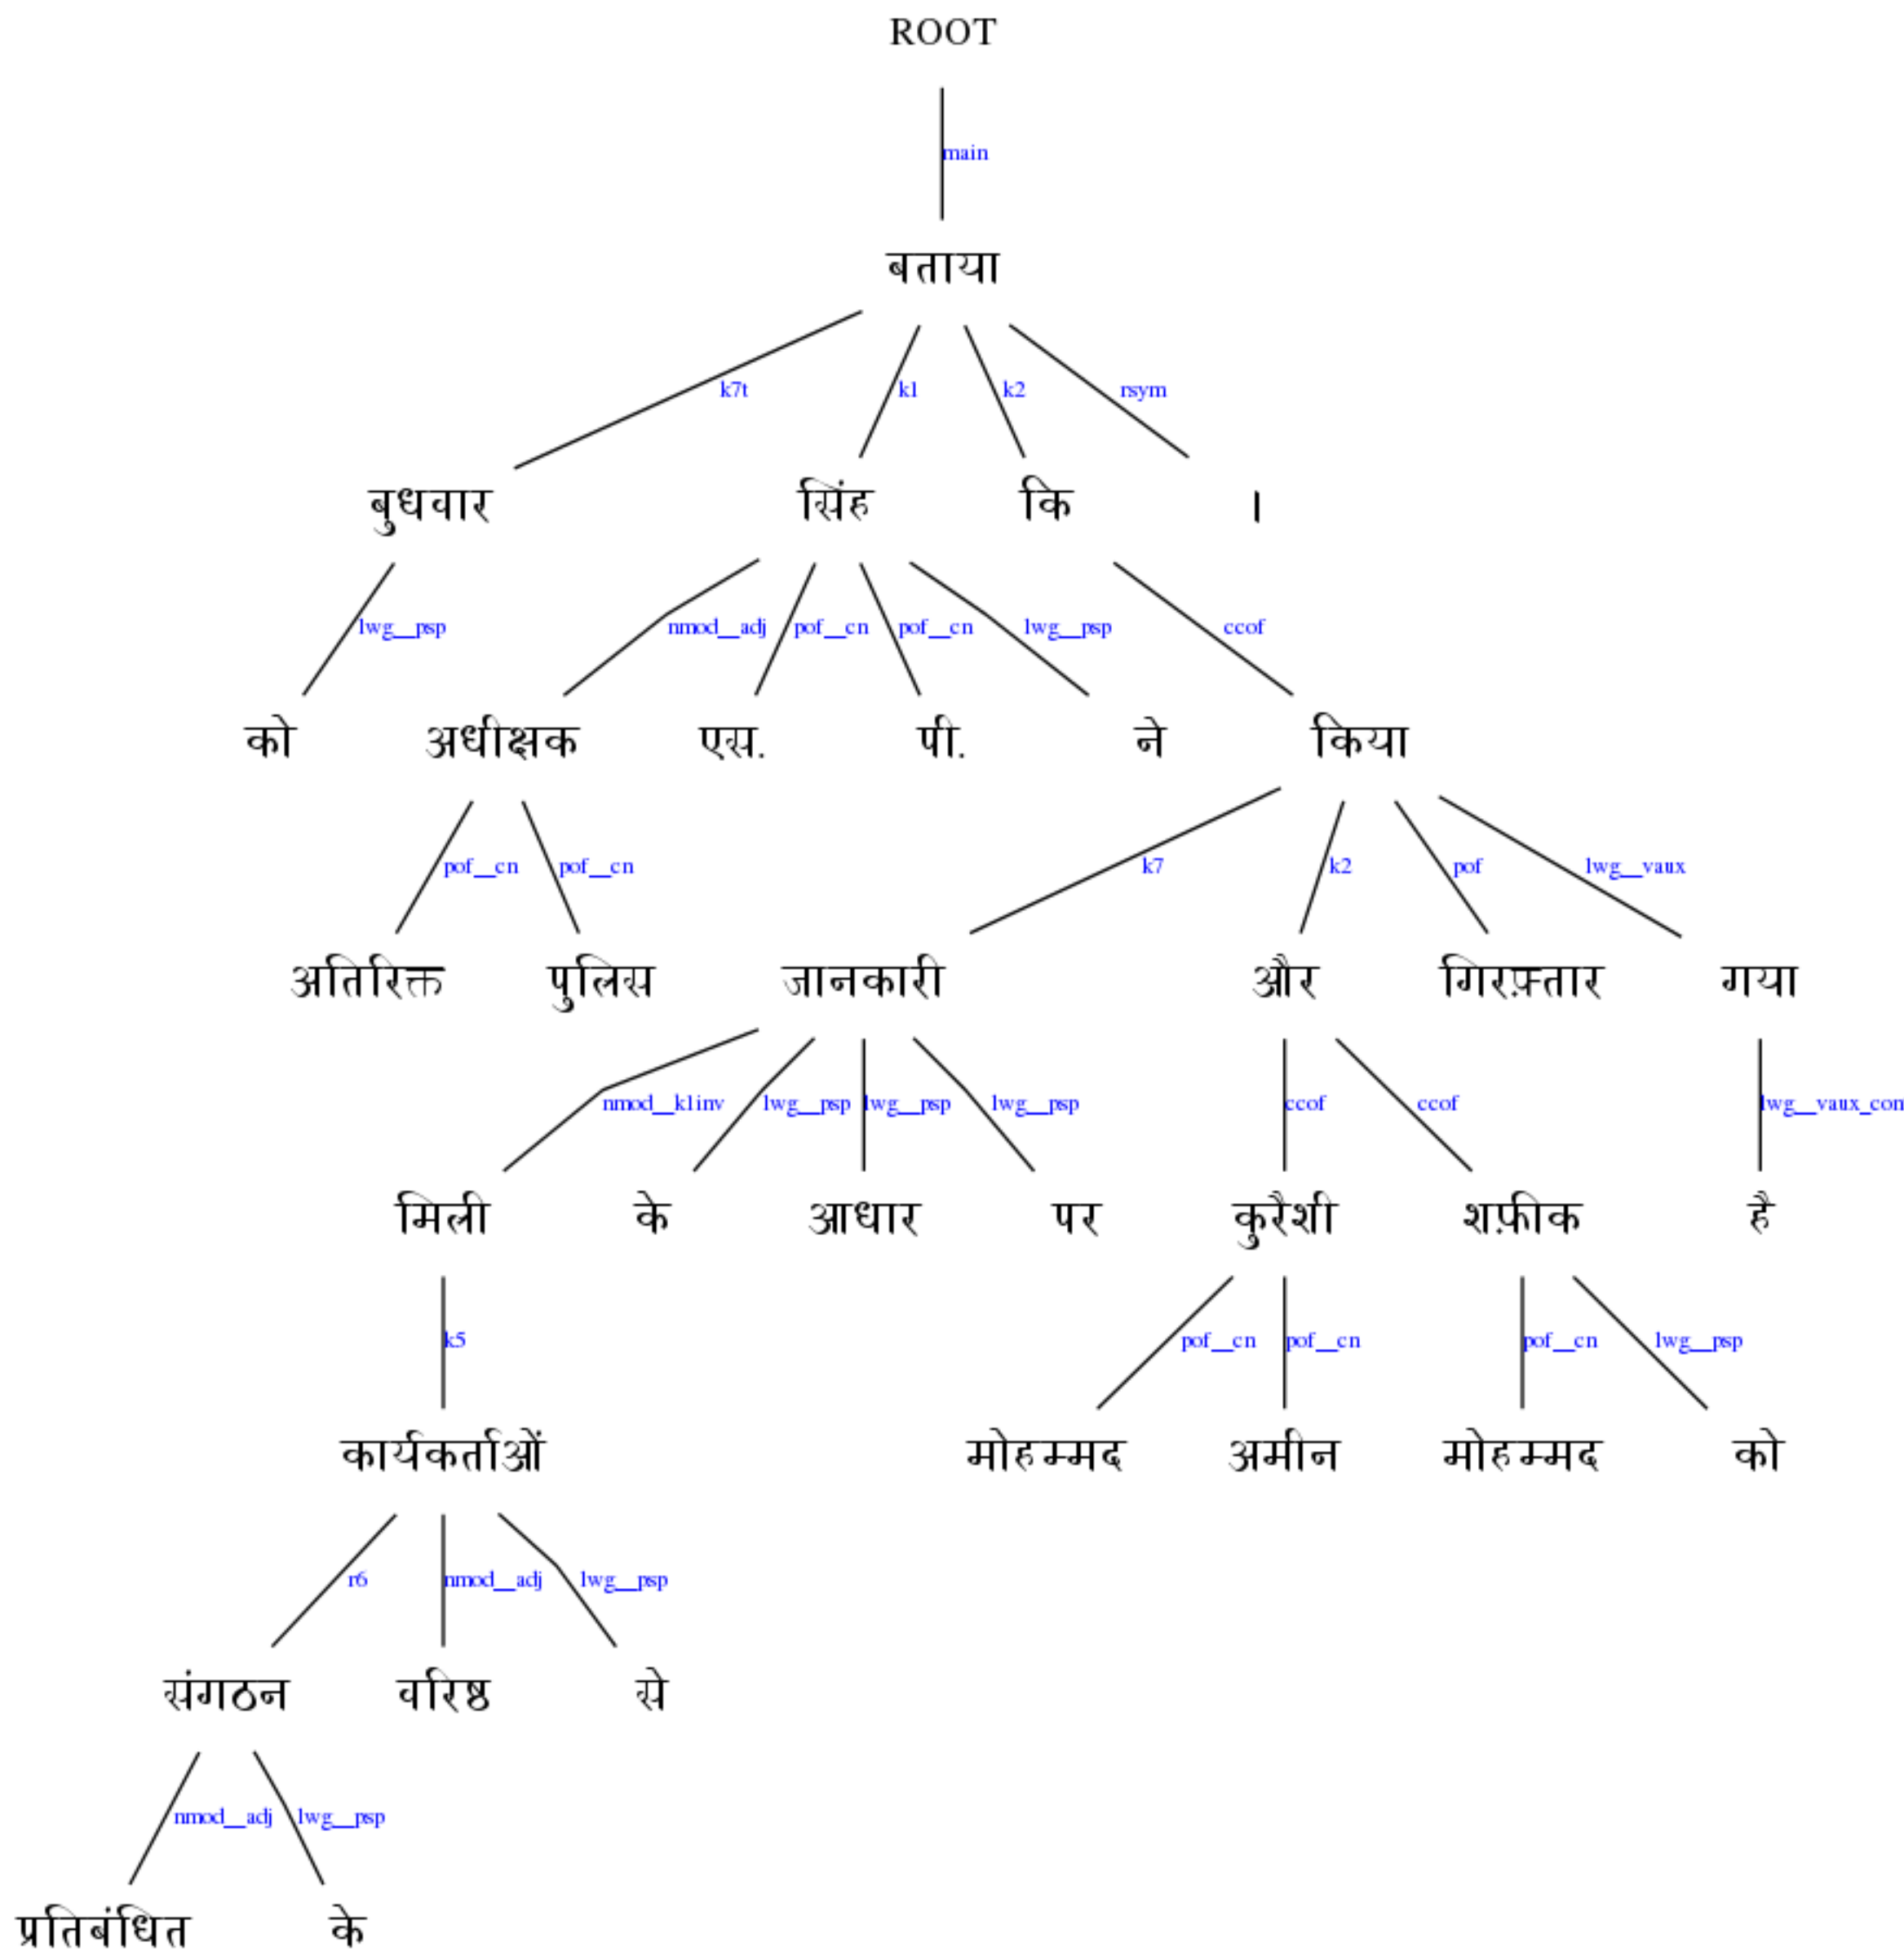 ROOT
main
बताया
k7t k1 k2 rsym
बुधवार सिंह कि ।
lwg__psp nmod__adj pof__cn pof__cn lwg__psp ccof
को अधीक्षक एस. पी. ने किया
pof__cn pof__cn k7 k2 pof lwg__vaux
अतिरिक्त पुलिस जानकारी और गिरफ़्तार गया
nmod__k1inv lwg__psp lwg__psp lwg__psp ccof ccof lwg__vaux_con
मिली के आधार पर कुरैशी शफ़ीक है
k5 pof__cn pof__cn pof__cn lwg__psp
कार्यकर्ताओं मोहम्मद अमीन मोहम्मद को
r6 nmod__adj lwg__psp
संगठन वरिष्ठ से
nmod__adj lwg__psp
प्रतिबंधित के